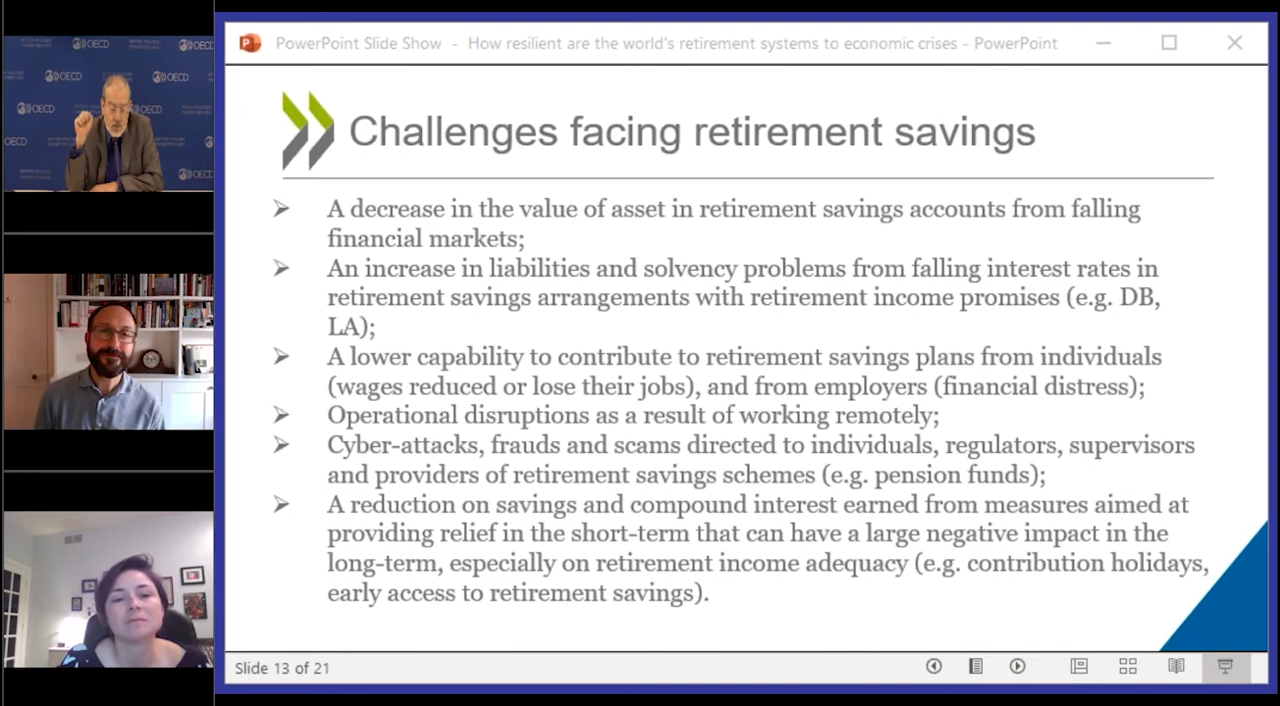 PowerPoint Slide Show - How resilient are the world's retirement systems to economic crises - PowerPoint
OECD OECD
OECD OECD
OECD
OECD
OECD
Challenges facing retirement savings
A decrease in the value of asset in retirement savings accounts from falling
financial markets;
An increase in liabilities and solvency problems from falling interest rates in
retirement savings arrangements with retirement income promises (e.g. DB,
LA);
A lower capability to contribute to retirement savings plans from individuals
(wages reduced or lose their jobs), and from employers (financial distress);
Operational disruptions as a result of working remotely;
Cyber-attacks, frauds and scams directed to individuals, regulators, supervisors
and providers of retirement savings schemes (e.g. pension funds);
A reduction on savings and compound interest earned from measures aimed at
providing relief in the short-term that can have a large negative impact in the
long-term, especially on retirement income adequacy (e.g. contribution holidays,
early access to retirement savings).
Slide 13 of 21